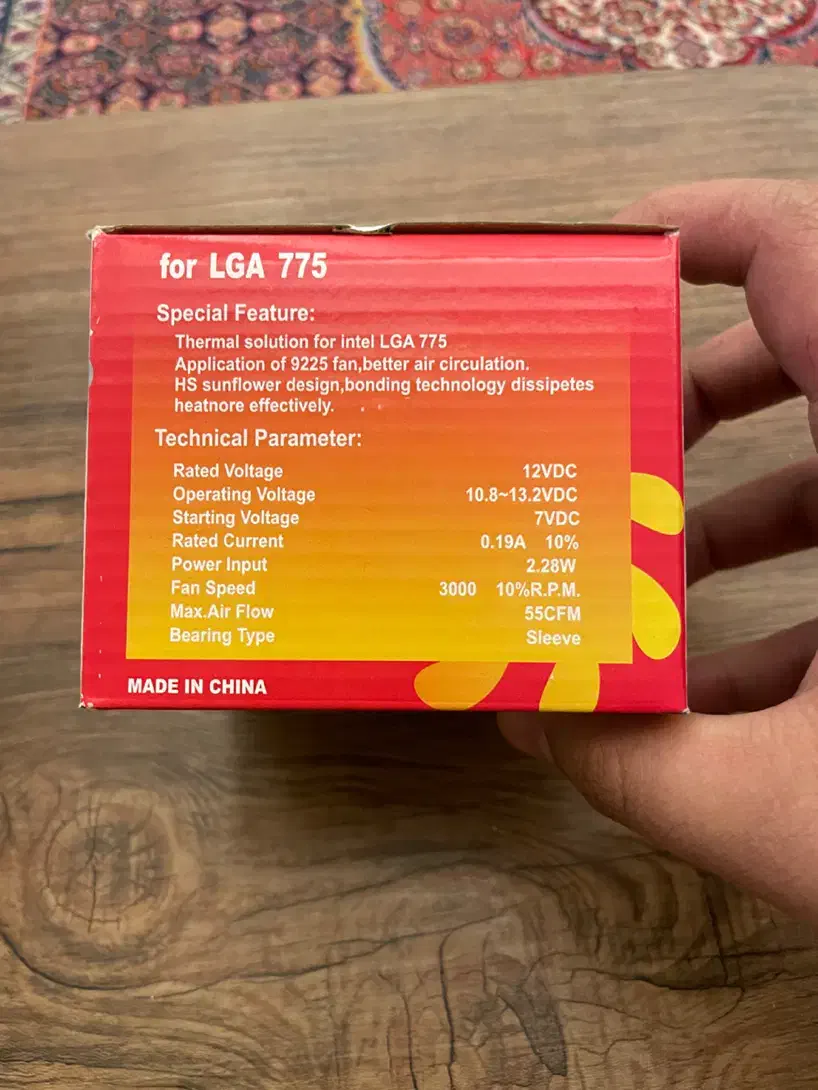 for LGA 775
Special Feature:
Thermal solution for intel LGA 775
Application of 9225 fan,better air circulation.
HS sunflower design,bonding technology dissipetes
heatnore effectively.
Technical Parameter:
Rated Voltage 12VDC
Operating Voltage 10.8~13.2VDC
Starting Voltage 7VDC
Rated Current 0.19A 10%
Power Input 2.28W
Fan Speed 3000 10%R.P.M.
Max.Air Flow 55CFM
Bearing Type Sleeve
MADE IN CHINA